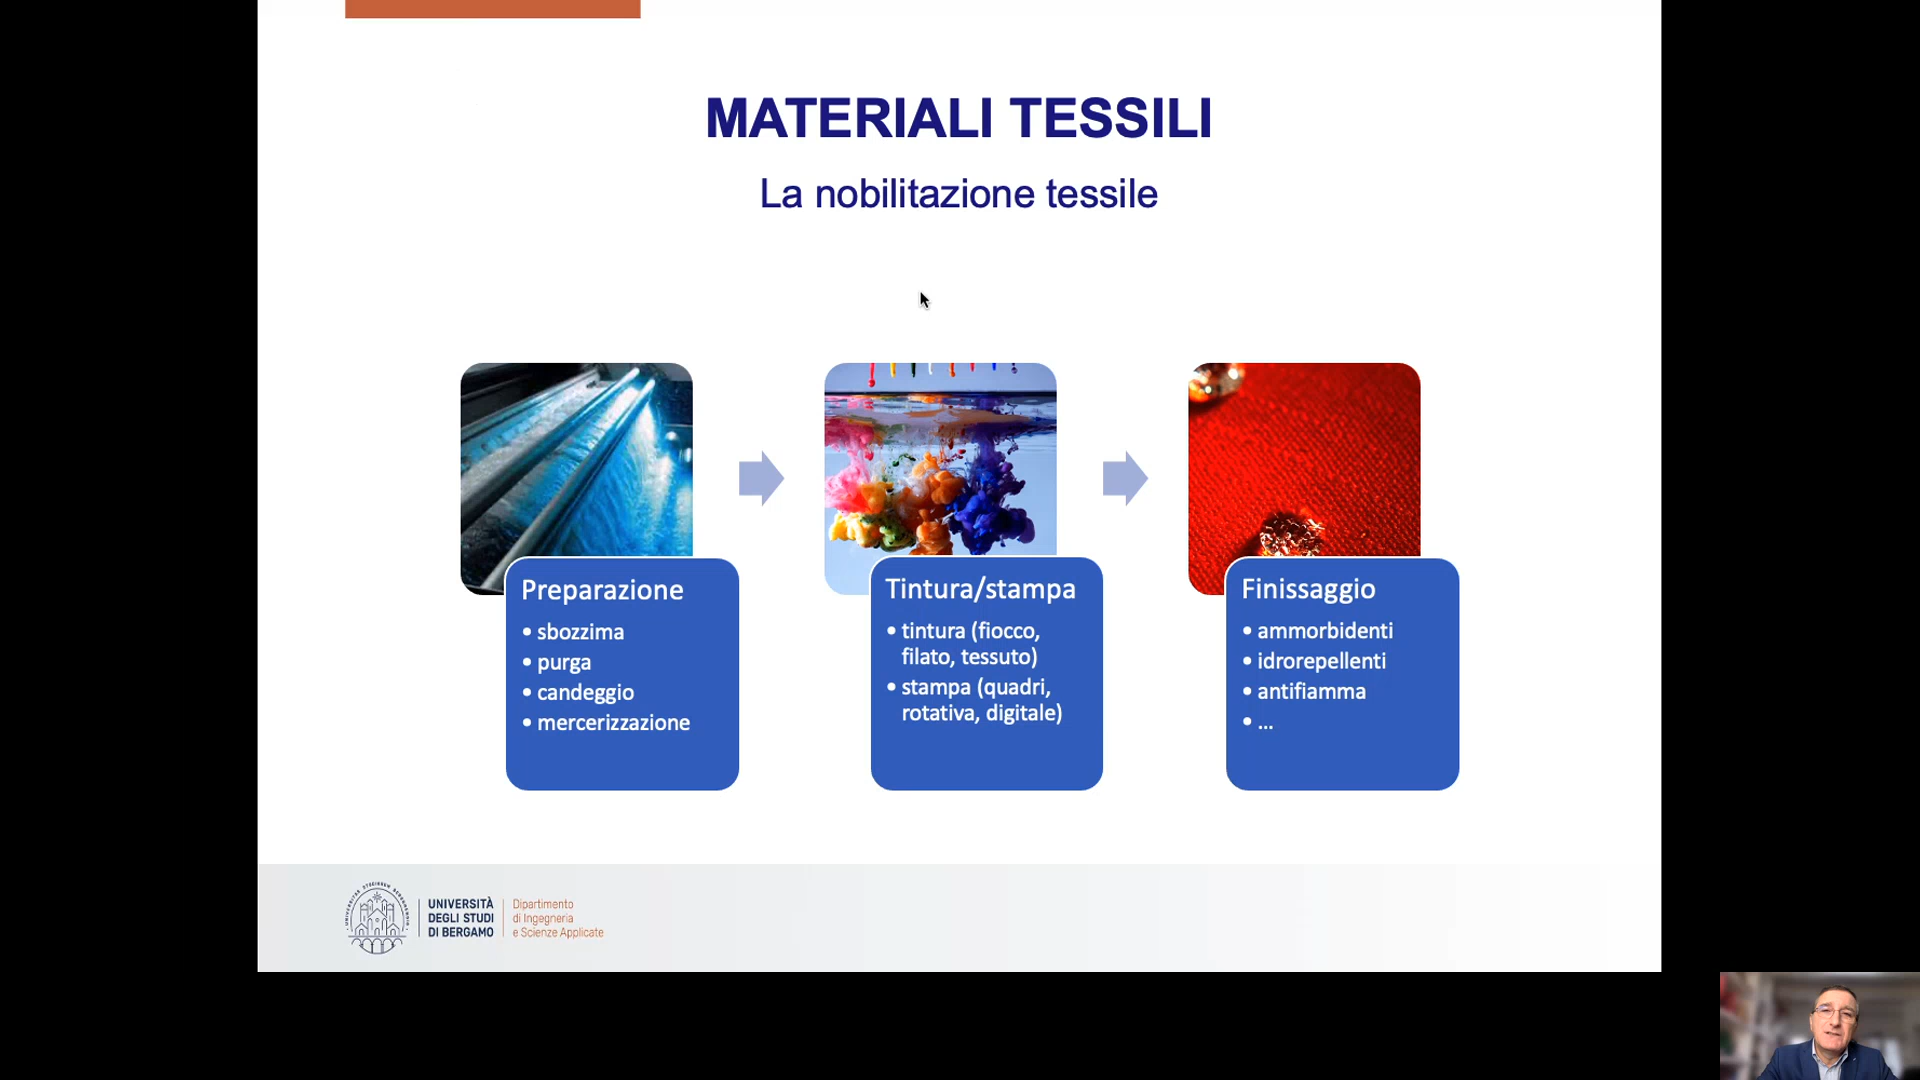 MATERIALI TESSILI
La nobilitazione tessile
Preparazione
• sbozzima
• purga
• candeggio
• mercerizzazione
Tintura/stampa
• tintura (fiocco,
filato, tessuto)
• stampa (quadri,
rotativa, digitale)
Finissaggio
• ammorbidenti
• idrorepellenti
• antifiamma
• ...
UNIVERSITÀ
DEGLI STUDI
DI BERGAMO
Dipartimento
di Ingegneria
e Scienze Applicate